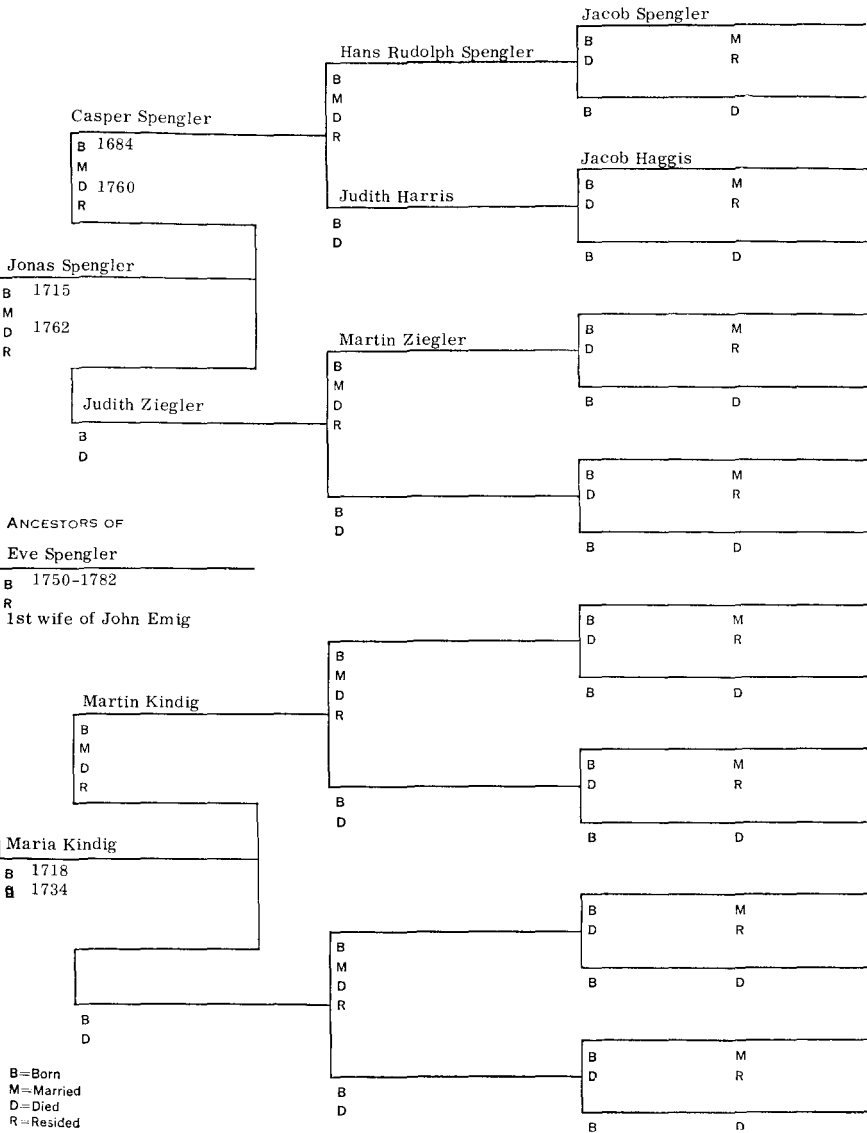 Jacob Spengler
B M
Hans Rudolph Spengler D R
B
M B D
Casper Spengler D
B 1684 R Jacob Haggis
M B M
D 1760 Judith Harris D R
R B
D B D
Jonas Spengler
B 1715
M B M
D 1762 Martin Ziegler D R
R B
M B D
Judith Ziegler D
B R
D B M
D R
B
ANCESTORS OF D B D
Eve Spengler
B 1750-1782
R
1st wife of John Emig B M
D R
B
M B D
Martin Kindig D
B R
M B M
D D R
R B
D B D
Maria Kindig
B 1718
1734 B M
D R
B
M B D
D
B R
D B M
B=Born D R
M=Married B
D=Died D
R=Resided B D